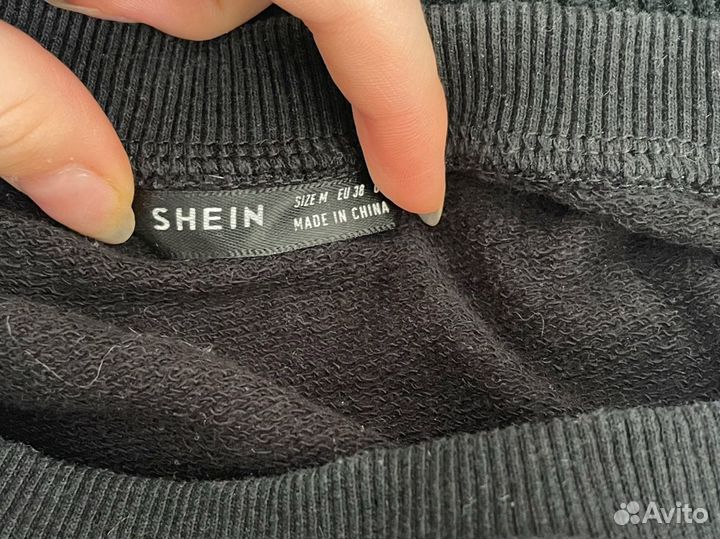 SHEIN
SIZE M EU 38
MADE IN CHINA
Avito